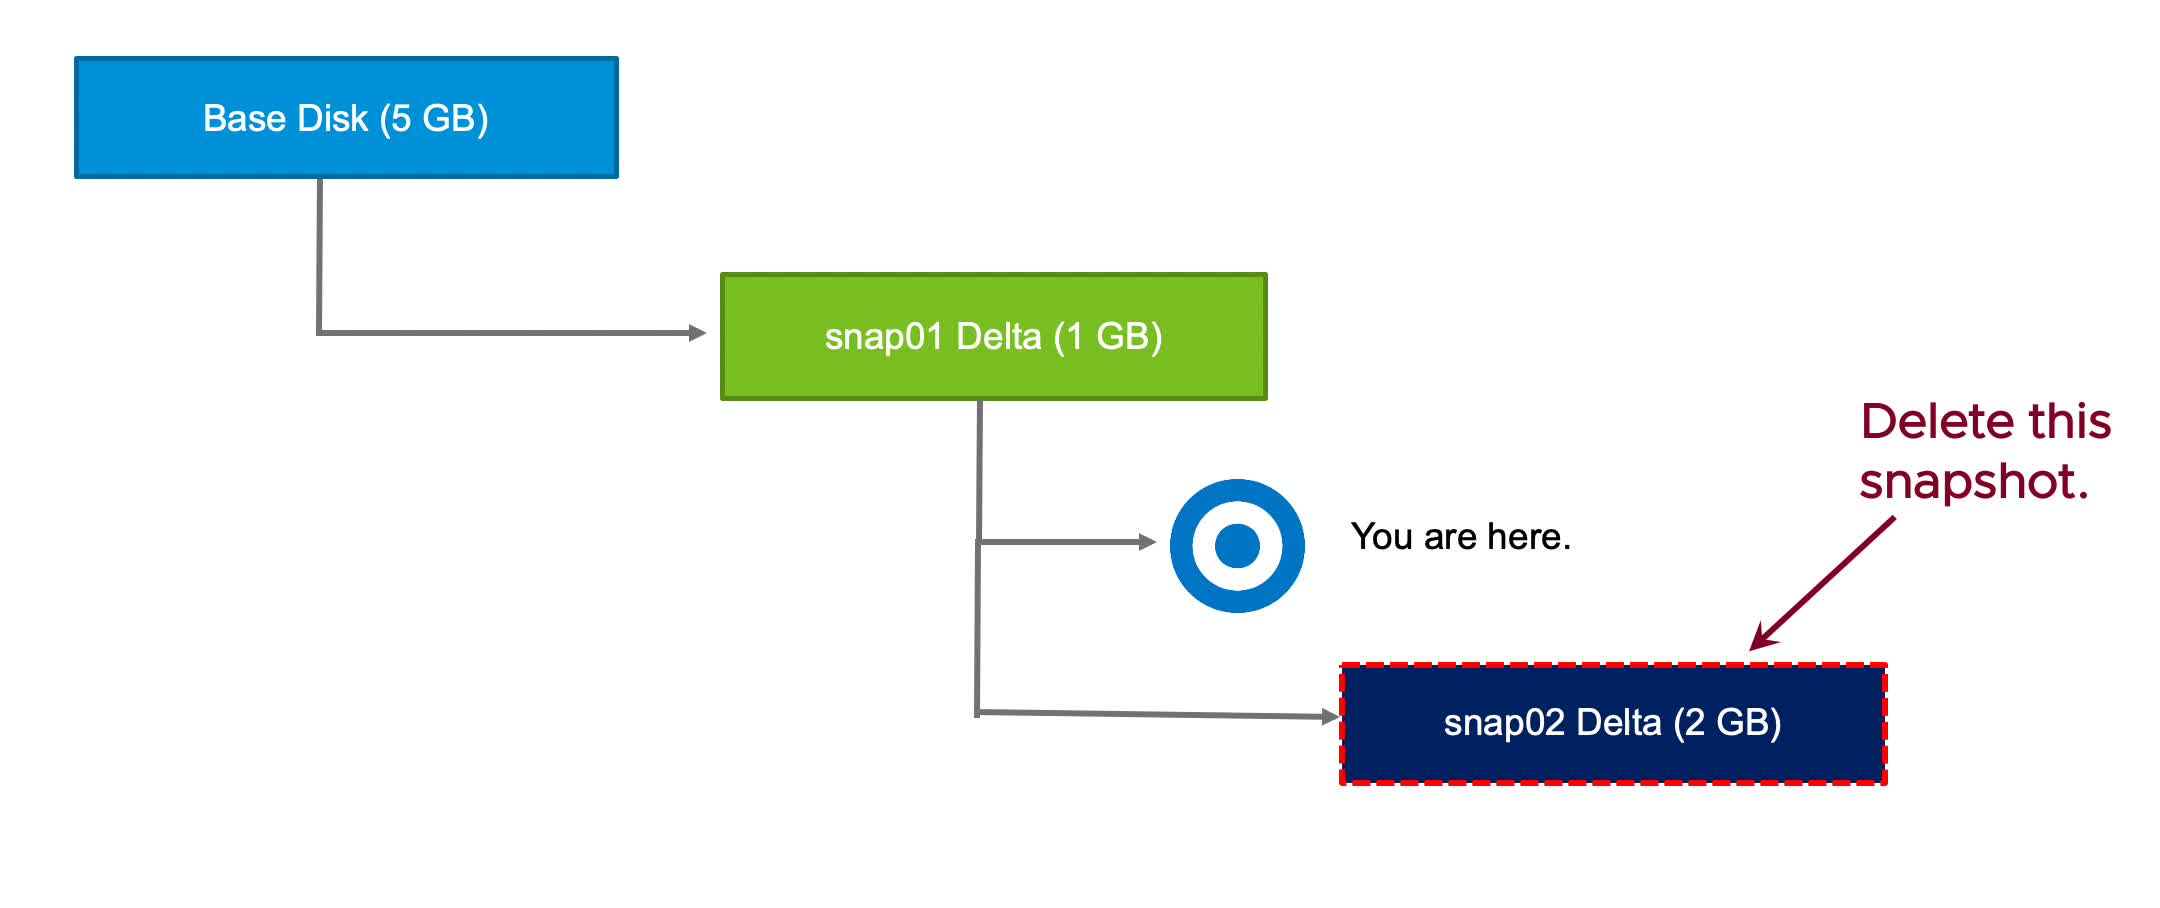 Base Disk (5 GB)
snap01 Delta (1 GB)
Delete this
snapshot.
You are here.
snap02 Delta (2 GB)